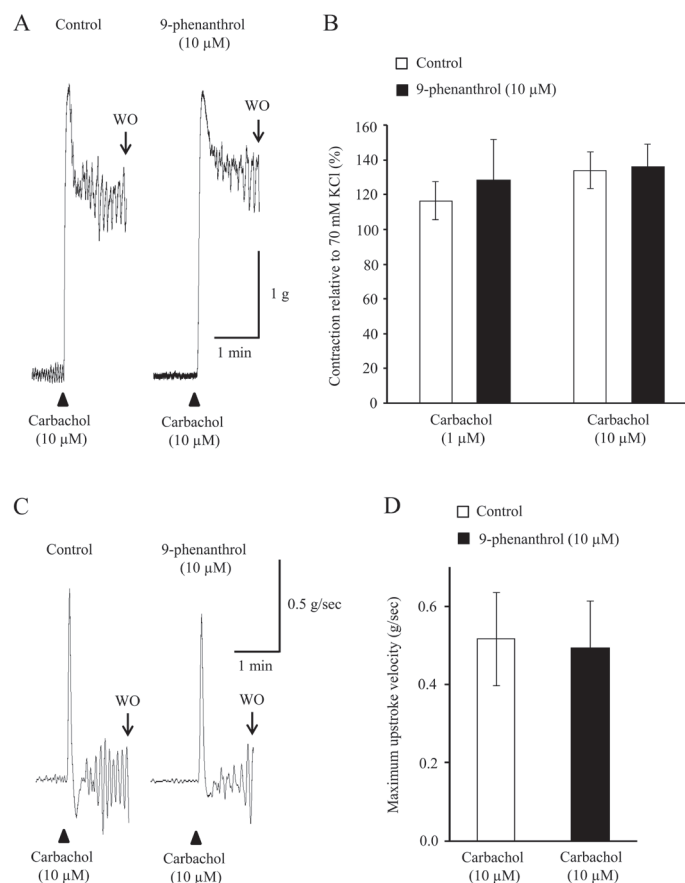 A
Control
9-phenanthrol
(10 µM)
WO
WO
1 g
1 min
Carbachol
(10 µM)
Carbachol
(10 µM)
B
Control
9-phenanthrol (10 µM)
Contraction relative to 70 mM KCl (%)
160
140
120
100
80
60
40
20
0
Carbachol
(1 µM)
Carbachol
(10 µM)
C
Control
9-phenanthrol
(10 µM)
0.5 g/sec
1 min
WO
WO
Carbachol
(10 µM)
Carbachol
(10 µM)
D
Control
9-phenanthrol (10 µM)
Maximum upstroke velocity (g/sec)
0.6
0.4
0.2
0.0
Carbachol
(10 µM)
Carbachol
(10 µM)